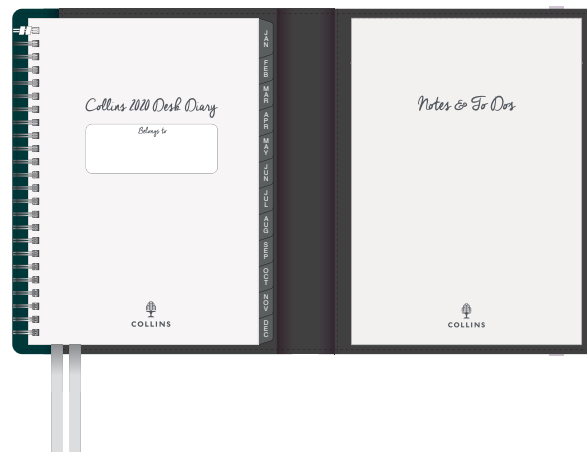 Collins 2020 Desk Diary
Belongs to
COLLINS
JAN
FEB
MAR
APR
MAY
JUN
JUL
AUG
SEP
OCT
NOV
DEC
Notes & To Dos
COLLINS